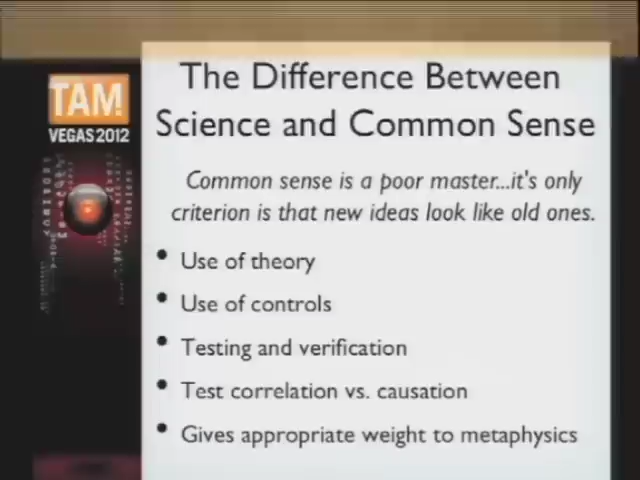 TAM!
VEGAS 2012
The Difference Between
Science and Common Sense
Common sense is a poor master...it's only
criterion is that new ideas look like old ones.
• Use of theory
• Use of controls
• Testing and verification
• Test correlation vs. causation
• Gives appropriate weight to metaphysics